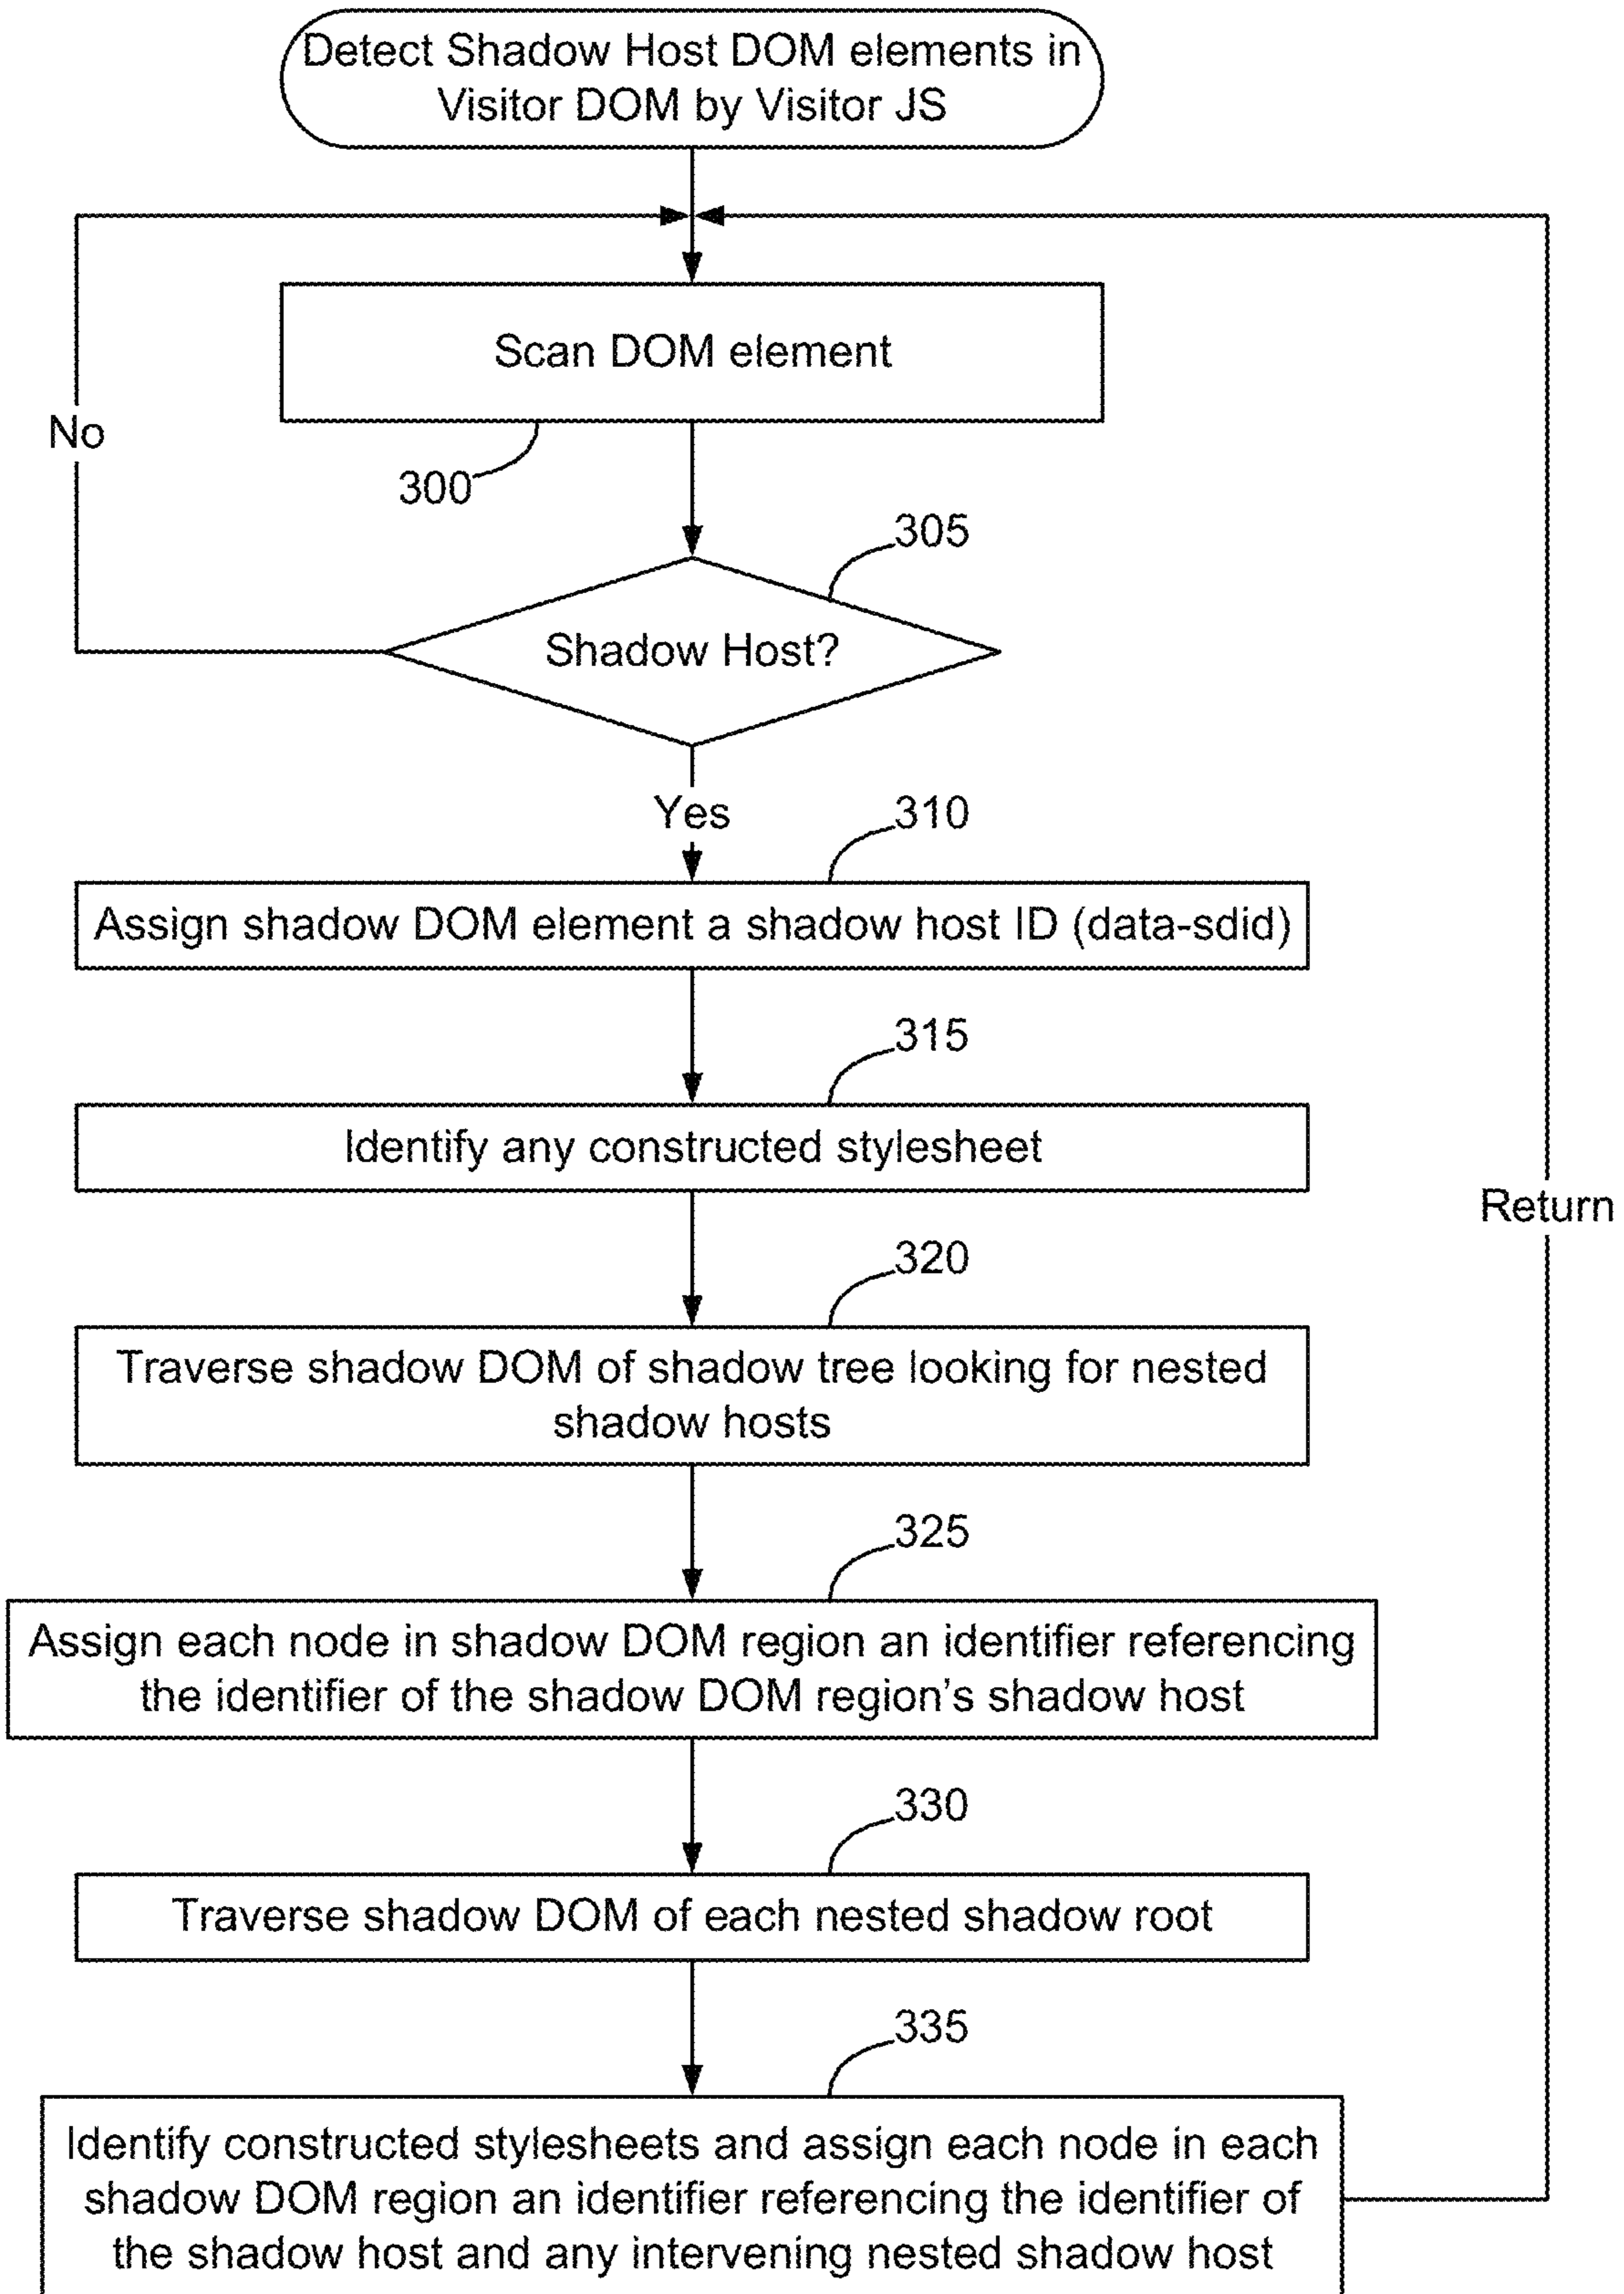 Detect Shadow Host DOM elements in
Visitor DOM by Visitor JS
Scan DOM element
No
300
305
Shadow Host?
Yes
310
Assign shadow DOM element a shadow host ID (data-sdid)
315
Identify any constructed stylesheet
Return
320
Traverse shadow DOM of shadow tree looking for nested
shadow hosts
325
Assign each node in shadow DOM region an identifier referencing
the identifier of the shadow DOM region's shadow host
330
Traverse shadow DOM of each nested shadow root
335
Identify constructed stylesheets and assign each node in each
shadow DOM region an identifier referencing the identifier of
the shadow host and any intervening nested shadow host